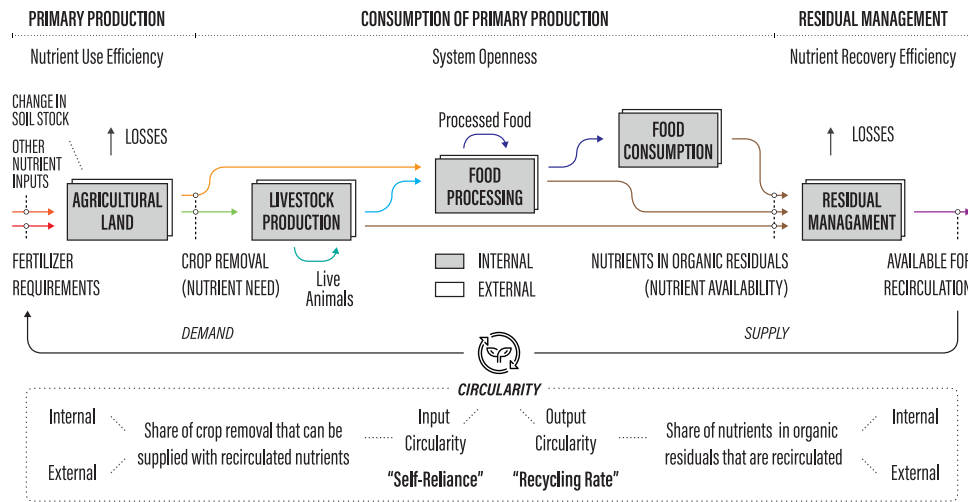 PRIMARY PRODUCTION
CONSUMPTION OF PRIMARY PRODUCTION
RESIDUAL MANAGEMENT
Nutrient Use Efficiency
System Openness
Nutrient Recovery Efficiency
CHANGE IN
SOIL STOCK
LOSSES
OTHER
NUTRIENT
INPUTS
AGRICULTURAL
LAND
LIVESTOCK
PRODUCTION
Processed Food
FOOD
PROCESSING
FOOD
CONSUMPTION
LOSSES
RESIDUAL
MANAGAMENT
FERTILIZER
REQUIREMENTS
CROP REMOVAL
(NUTRIENT NEED)
Live
Animals
INTERNAL
EXTERNAL
NUTRIENTS IN ORGANIC RESIDUALS
(NUTRIENT AVAILABILITY)
AVAILABLE FOR
RECIRCULATION
DEMAND
SUPPLY
CIRCULARITY
Internal
External
Share of crop removal that can be
supplied with recirculated nutrients
Input
Circularity
"Self-Reliance"
Output
Circularity
"Recycling Rate"
Share of nutrients in organic
residuals that are recirculated
Internal
External